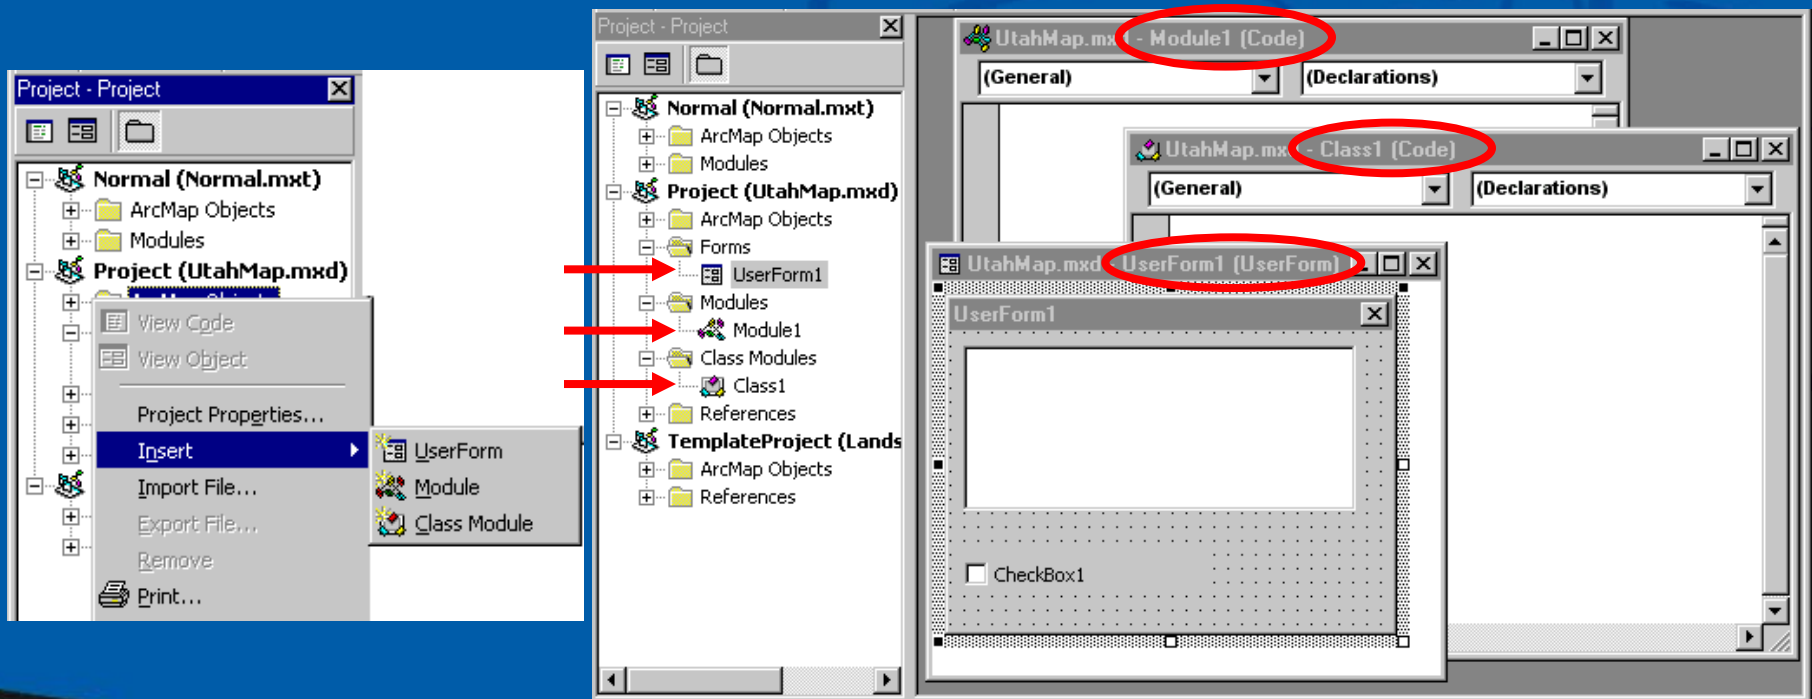 Project - Project
Normal (Normal.mxt)
ArcMap Objects
Modules
Project (UtahMap.mxd)
View Code
View Object
Project Properties...
Insert
Import File...
Export File...
Remove
Print...
UserForm
Module
Class Module
Project - Project
Normal (Normal.mxt)
ArcMap Objects
Modules
Project (UtahMap.mxd)
ArcMap Objects
Forms
UserForm1
Modules
Module1
Class Modules
Class1
References
TemplateProject (Lands
ArcMap Objects
References
UtahMap.mxd - Module1 (Code)
(General) (Declarations)
UtahMap.mxd - Class1 (Code)
(General) (Declarations)
UtahMap.mxd - UserForm1 (UserForm)
UserForm1
CheckBox1